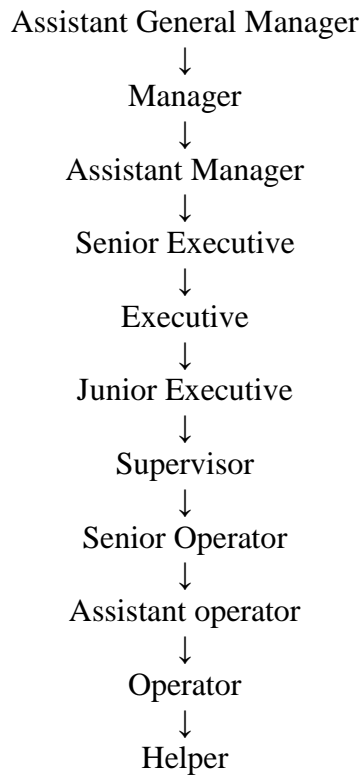 Assistant General Manager
↓
Manager
↓
Assistant Manager
↓
Senior Executive
↓
Executive
↓
Junior Executive
↓
Supervisor
↓
Senior Operator
↓
Assistant operator
↓
Operator
↓
Helper